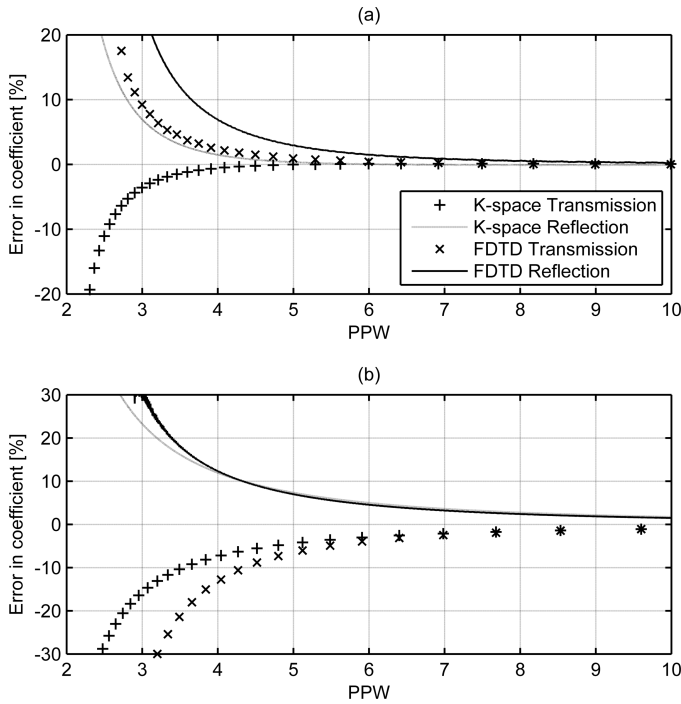 (a)
Error in coefficient [%]
20
10
0
-10
-20
K-space Transmission
K-space Reflection
FDTD Transmission
FDTD Reflection
2 3 4 5 6 7 8 9 10
PPW
(b)
Error in coefficient [%]
30
20
10
0
-10
-20
-30
2 3 4 5 6 7 8 9 10
PPW